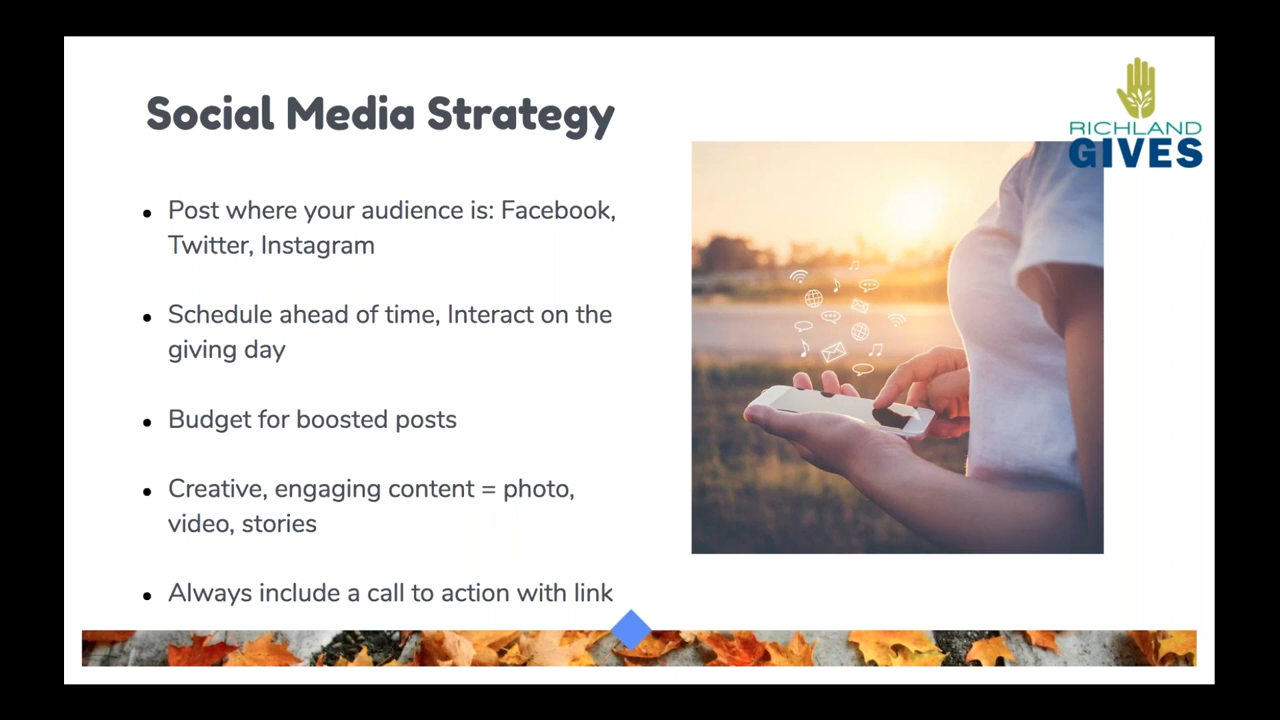 Social Media Strategy
RICHLAND
GIVES
Post where your audience is: Facebook,
Twitter, Instagram
Schedule ahead of time, Interact on the
giving day
Budget for boosted posts
Creative, engaging content = photo,
video, stories
Always include a call to action with link